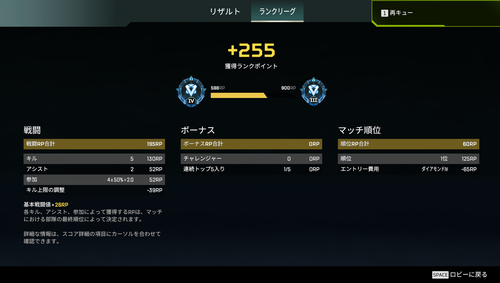 リザルト ランクリーグ 1 再キュー
+255
獲得ランクポイント
IV 588RP 900RP III
戦闘
戦闘RP合計 195RP
キル 5 130RP
アシスト 2 52RP
参加 4x50%=2.0 52RP
キル上限の調整 -39RP
基本戦闘値 = 26RP
各キル、アシスト、参加によって獲得するRPは、マッチ
における部隊の最終順位によって決定されます。
詳細な情報は、スコア詳細の項目にカーソルを合わせて
確認できます。
ボーナス
ボーナスRP合計 0RP
チャレンジャー 0 0RP
連続トップ5入り 1/5 0RP
マッチ順位
順位RP合計 60RP
順位 1位 125RP
エントリー費用 ダイアモンドIV -65RP
SPACE ロビーに戻る